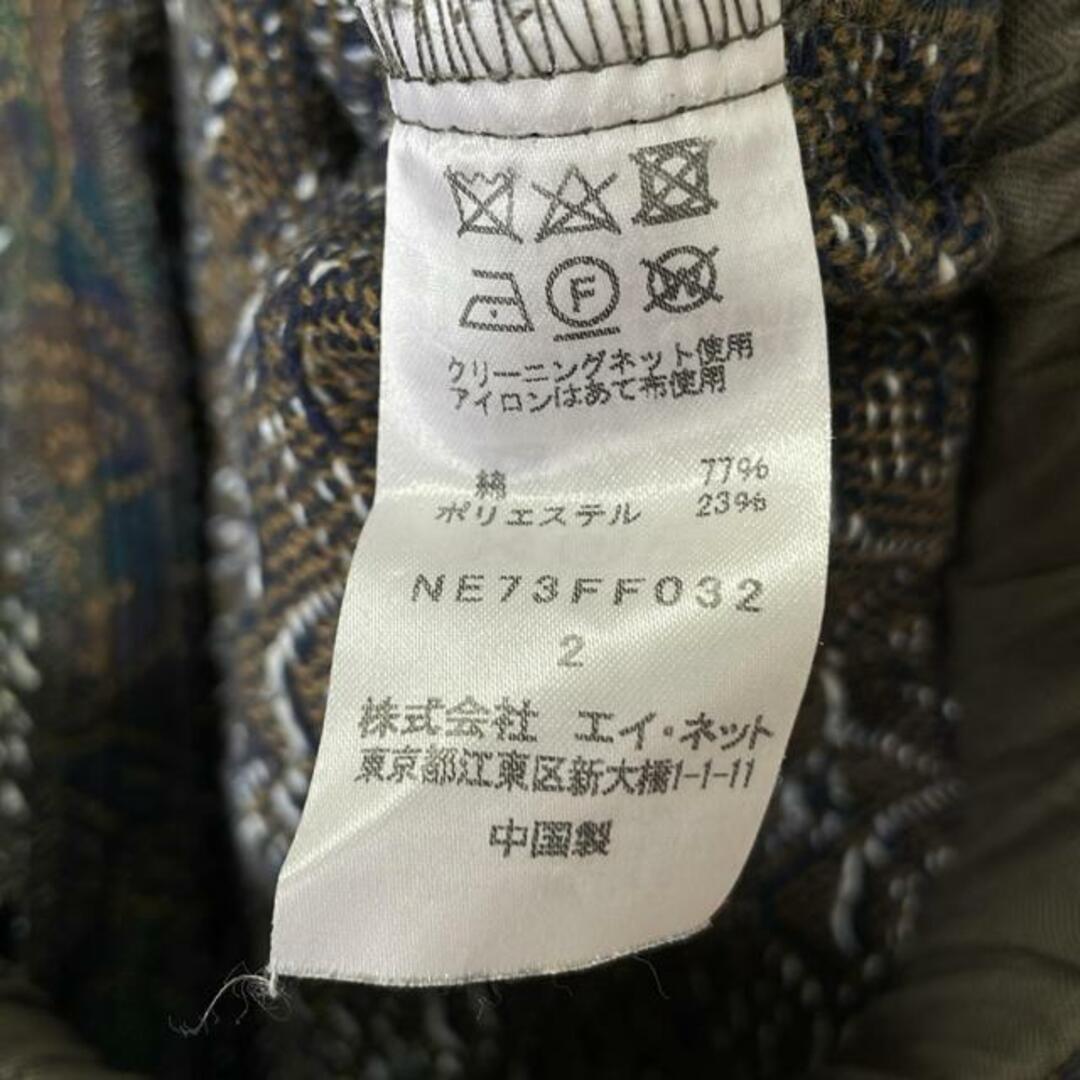 F W
クリーニングネット使用
アイロンはあて布使用
綿 77%
ポリエステル 23%
NE73FF032
2
株式会社 エイ・ネット
東京都江東区新大橋1-1-11
中国製